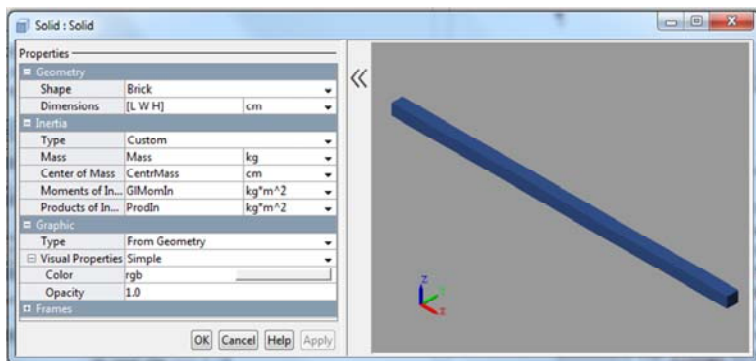 Solid : Solid
Properties
Geometry
Shape Brick
Dimensions [L W H] cm
Inertia
Type Custom
Mass Mass kg
Center of Mass CentrMass cm
Moments of In... GlMomIn kg*m^2
Products of In... ProdIn kg*m^2
Graphic
Type From Geometry
Visual Properties Simple
Color rgb
Opacity 1.0
Frames
OK Cancel Help Apply
Z
Y
X